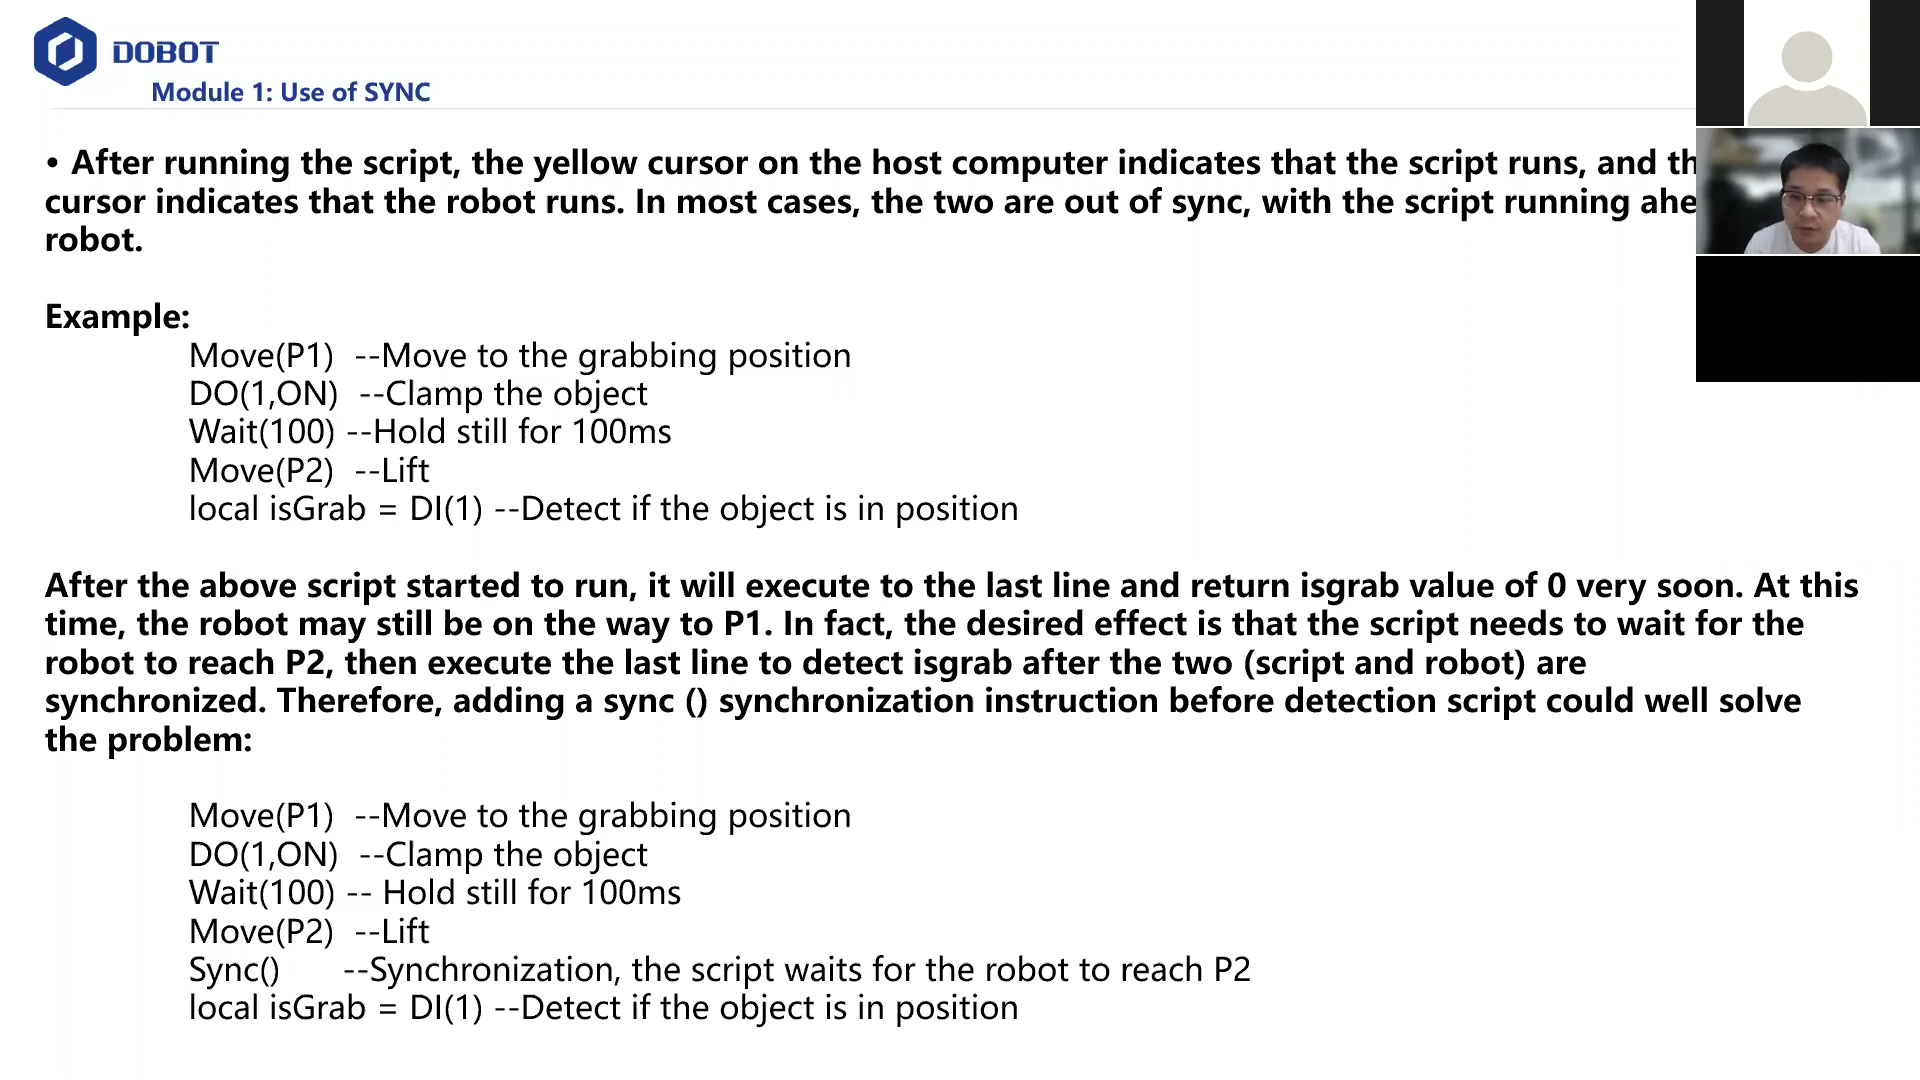 DOBOT
Module 1: Use of SYNC
• After running the script, the yellow cursor on the host computer indicates that the script runs, and
cursor indicates that the robot runs. In most cases, the two are out of sync, with the script running
robot.
Example:
Move(P1) --Move to the grabbing position
DO(1,ON) --Clamp the object
Wait(100) --Hold still for 100ms
Move(P2) --Lift
local isGrab = DI(1) --Detect if the object is in position
After the above script started to run, it will execute to the last line and return isgrab value of 0 very soon. At this
time, the robot may still be on the way to P1. In fact, the desired effect is that the script needs to wait for the
robot to reach P2, then execute the last line to detect isgrab after the two (script and robot) are
synchronized. Therefore, adding a sync () synchronization instruction before detection script could well solve
the problem:
Move(P1) --Move to the grabbing position
DO(1,ON) --Clamp the object
Wait(100) -- Hold still for 100ms
Move(P2) --Lift
Sync() --Synchronization, the script waits for the robot to reach P2
local isGrab = DI(1) --Detect if the object is in position